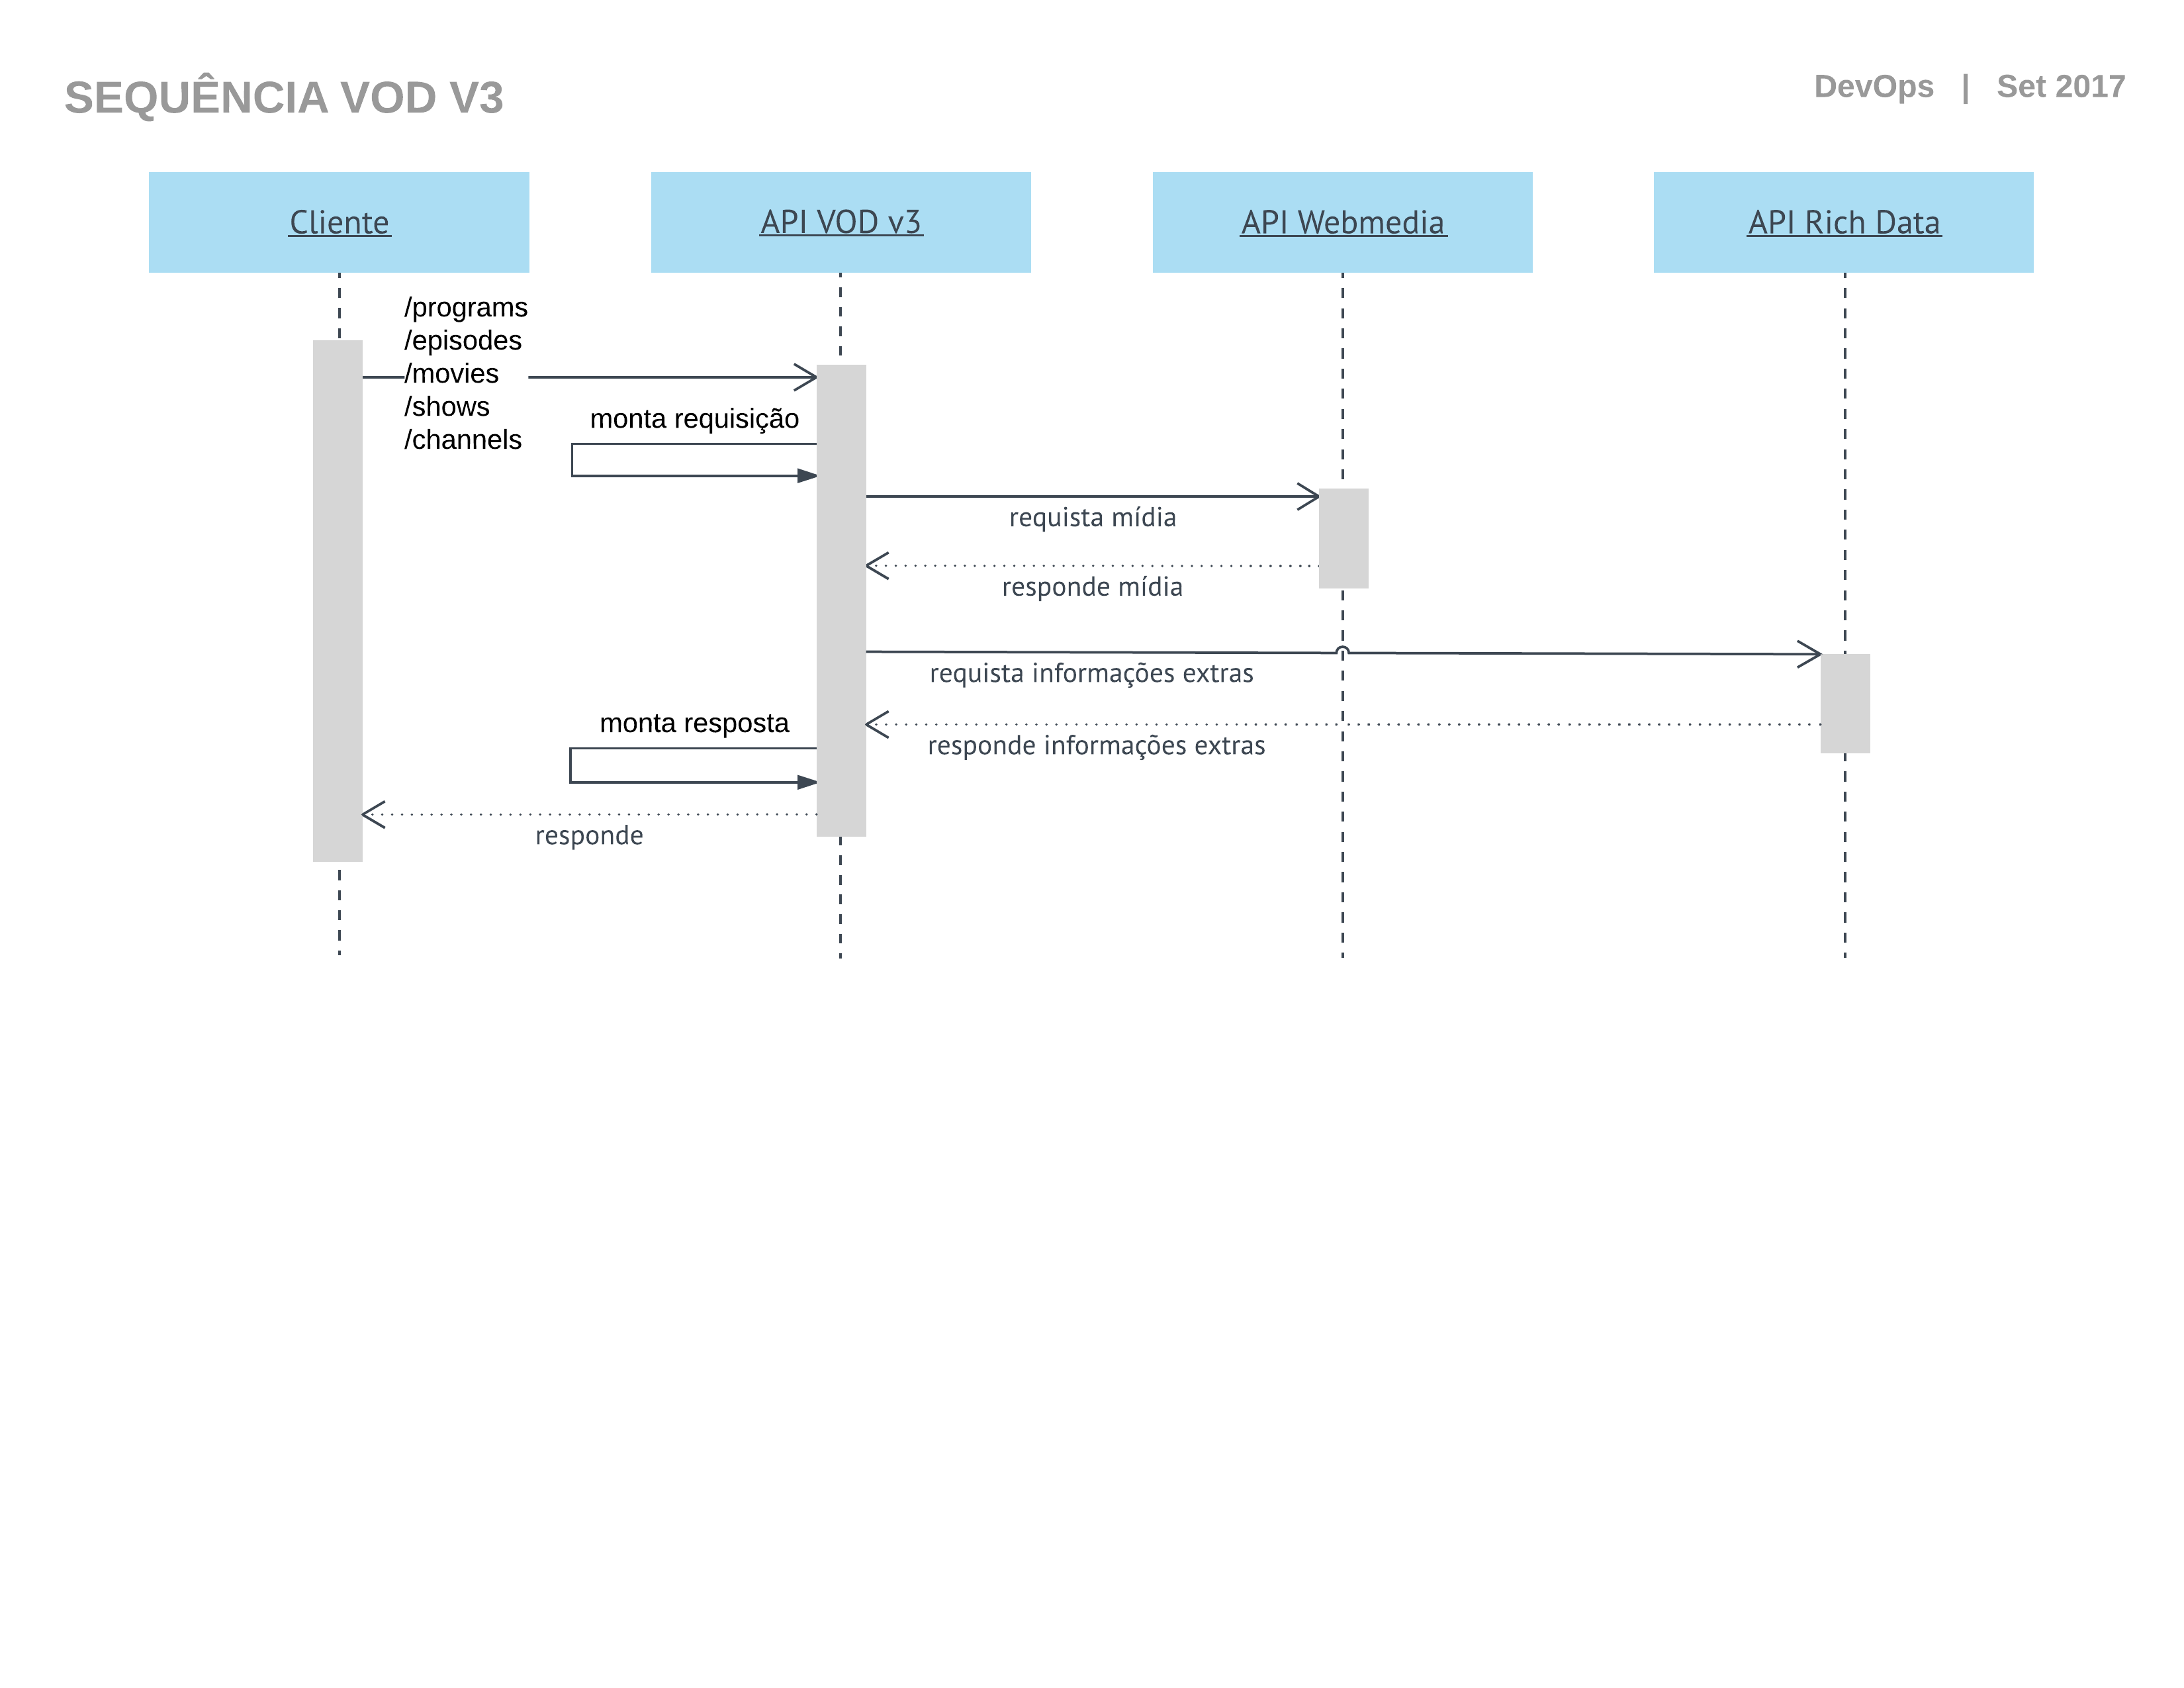 SEQUÊNCIA VOD V3
DevOps | Set 2017
Cliente
API VOD v3
API Webmedia
API Rich Data
/programs
/episodes
/movies
/shows
/channels
monta requisição
requista mídia
responde mídia
requista informações extras
monta resposta
responde informações extras
responde